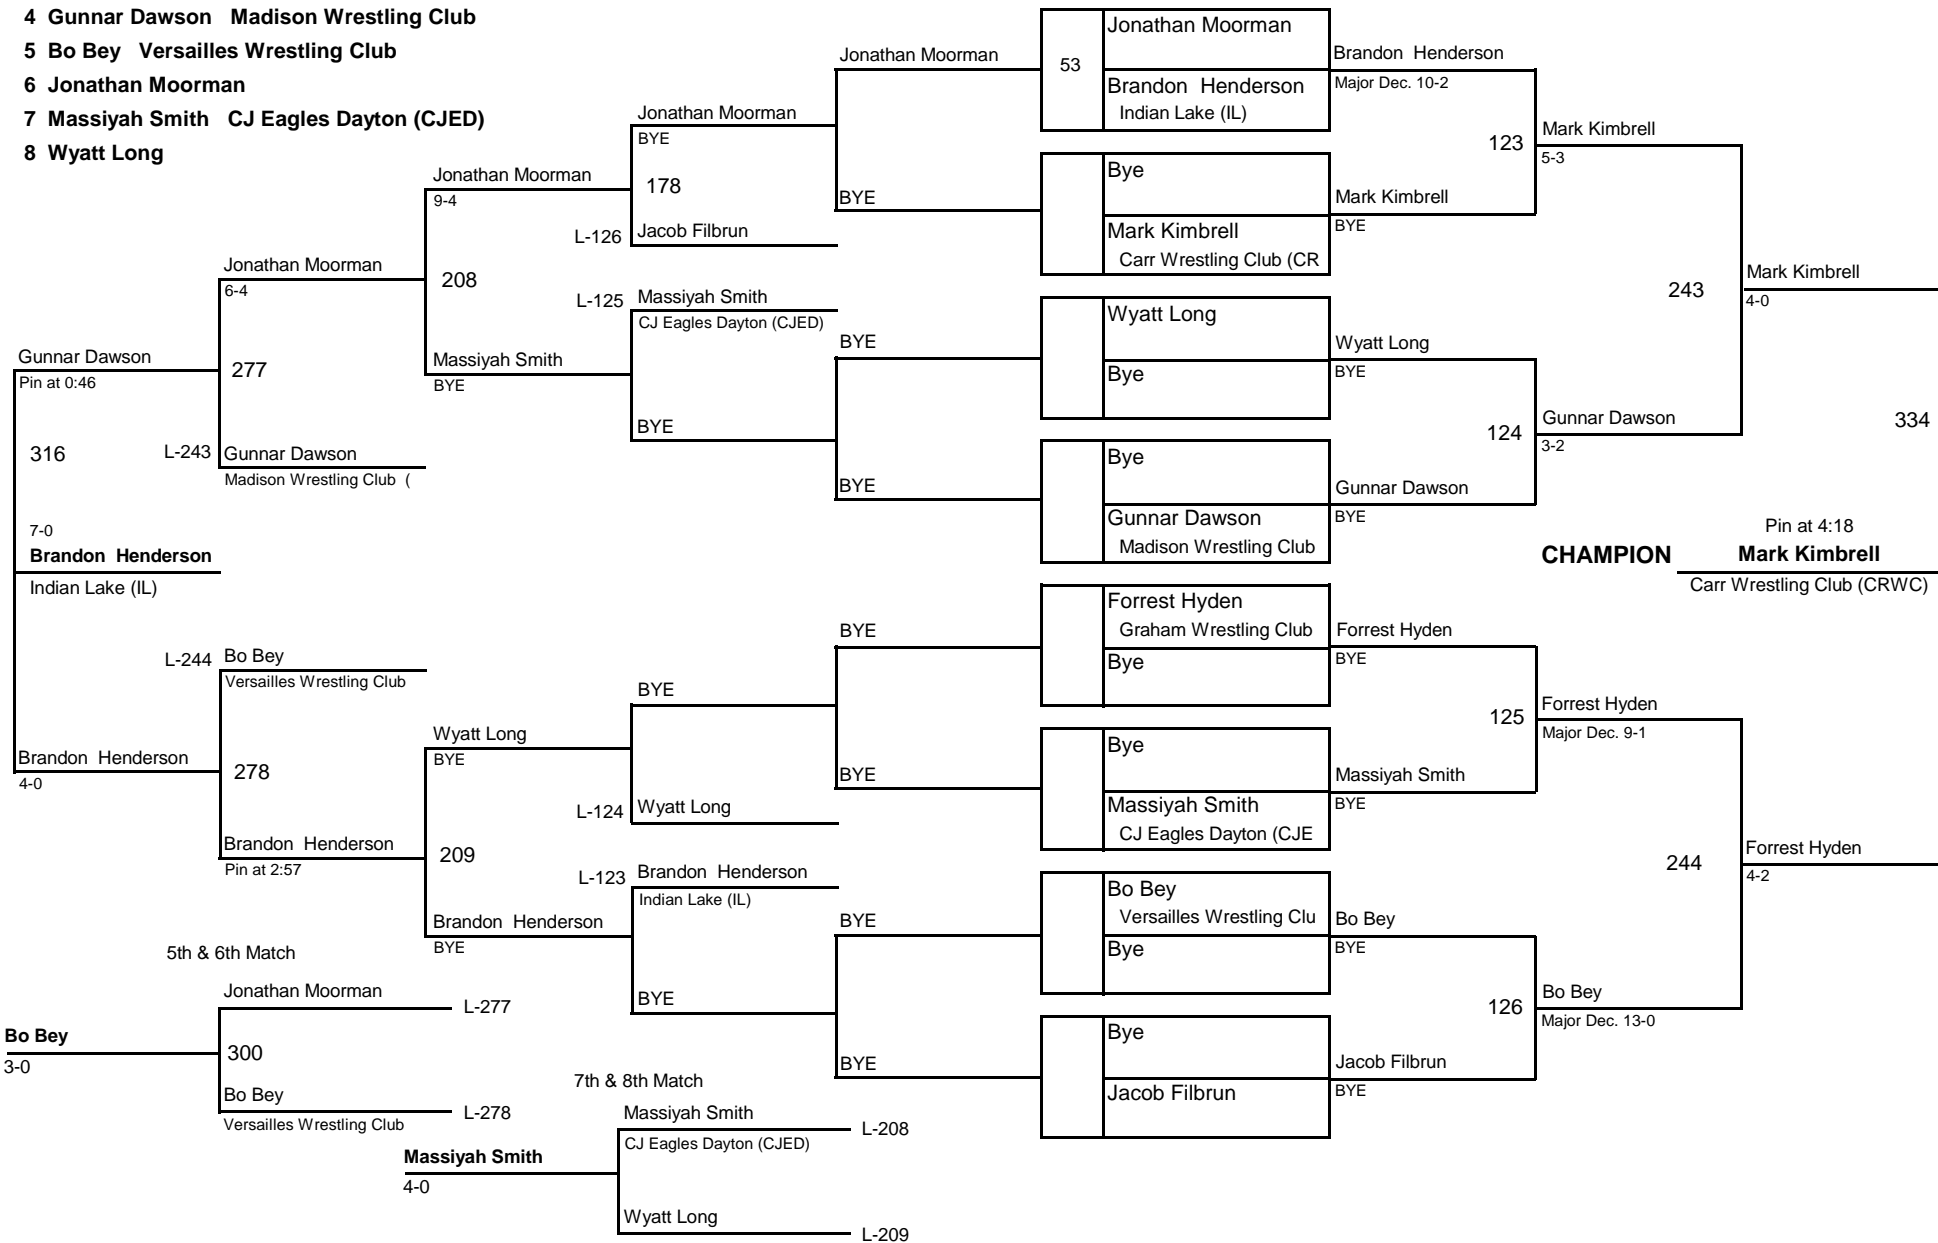 4 Gunnar Dawson Madison Wrestling Club
5 Bo Bey Versailles Wrestling Club
6 Jonathan Moorman
7 Massiyah Smith CJ Eagles Dayton (CJED)
8 Wyatt Long
Gunnar Dawson
Pin at 0:46
316
7-0
Brandon Henderson
Indian Lake (IL)
Brandon Henderson
4-0
Jonathan Moorman
6-4
277
L-243 Gunnar Dawson
Madison Wrestling Club (
L-244 Bo Bey
Versailles Wrestling Club
278
Brandon Henderson
Pin at 2:57
Jonathan Moorman
9-4
208
Massiyah Smith
BYE
Wyatt Long
BYE
209
Brandon Henderson
BYE
Jonathan Moorman
BYE
178
L-126 Jacob Filbrun
L-125 Massiyah Smith
CJ Eagles Dayton (CJED)
BYE
BYE
L-124 Wyatt Long
L-123 Brandon Henderson
Indian Lake (IL)
BYE
Jonathan Moorman
BYE
BYE
BYE
BYE
BYE
BYE
BYE
53
Jonathan Moorman
Brandon Henderson
Indian Lake (IL)
Bye
Mark Kimbrell
Carr Wrestling Club (CR
Wyatt Long
Bye
Bye
Gunnar Dawson
Madison Wrestling Club
Forrest Hyden
Graham Wrestling Club
Bye
Bye
Massiyah Smith
CJ Eagles Dayton (CJE
Bo Bey
Versailles Wrestling Clu
Bye
Bye
Jacob Filbrun
Brandon Henderson
Major Dec. 10-2
123
Mark Kimbrell
BYE
Wyatt Long
BYE
124
Gunnar Dawson
BYE
Forrest Hyden
BYE
125
Massiyah Smith
BYE
Bo Bey
BYE
126
Jacob Filbrun
BYE
Mark Kimbrell
5-3
243
Gunnar Dawson
3-2
Forrest Hyden
Major Dec. 9-1
244
Bo Bey
Major Dec. 13-0
Mark Kimbrell
4-0
334
Pin at 4:18
CHAMPION Mark Kimbrell
Carr Wrestling Club (CRWC)
Forrest Hyden
4-2
5th & 6th Match
Jonathan Moorman
L-277
Bo Bey
3-0
300
Bo Bey
L-278
Versailles Wrestling Club
7th & 8th Match
Massiyah Smith
L-208
CJ Eagles Dayton (CJED)
Massiyah Smith
4-0
Wyatt Long
L-209